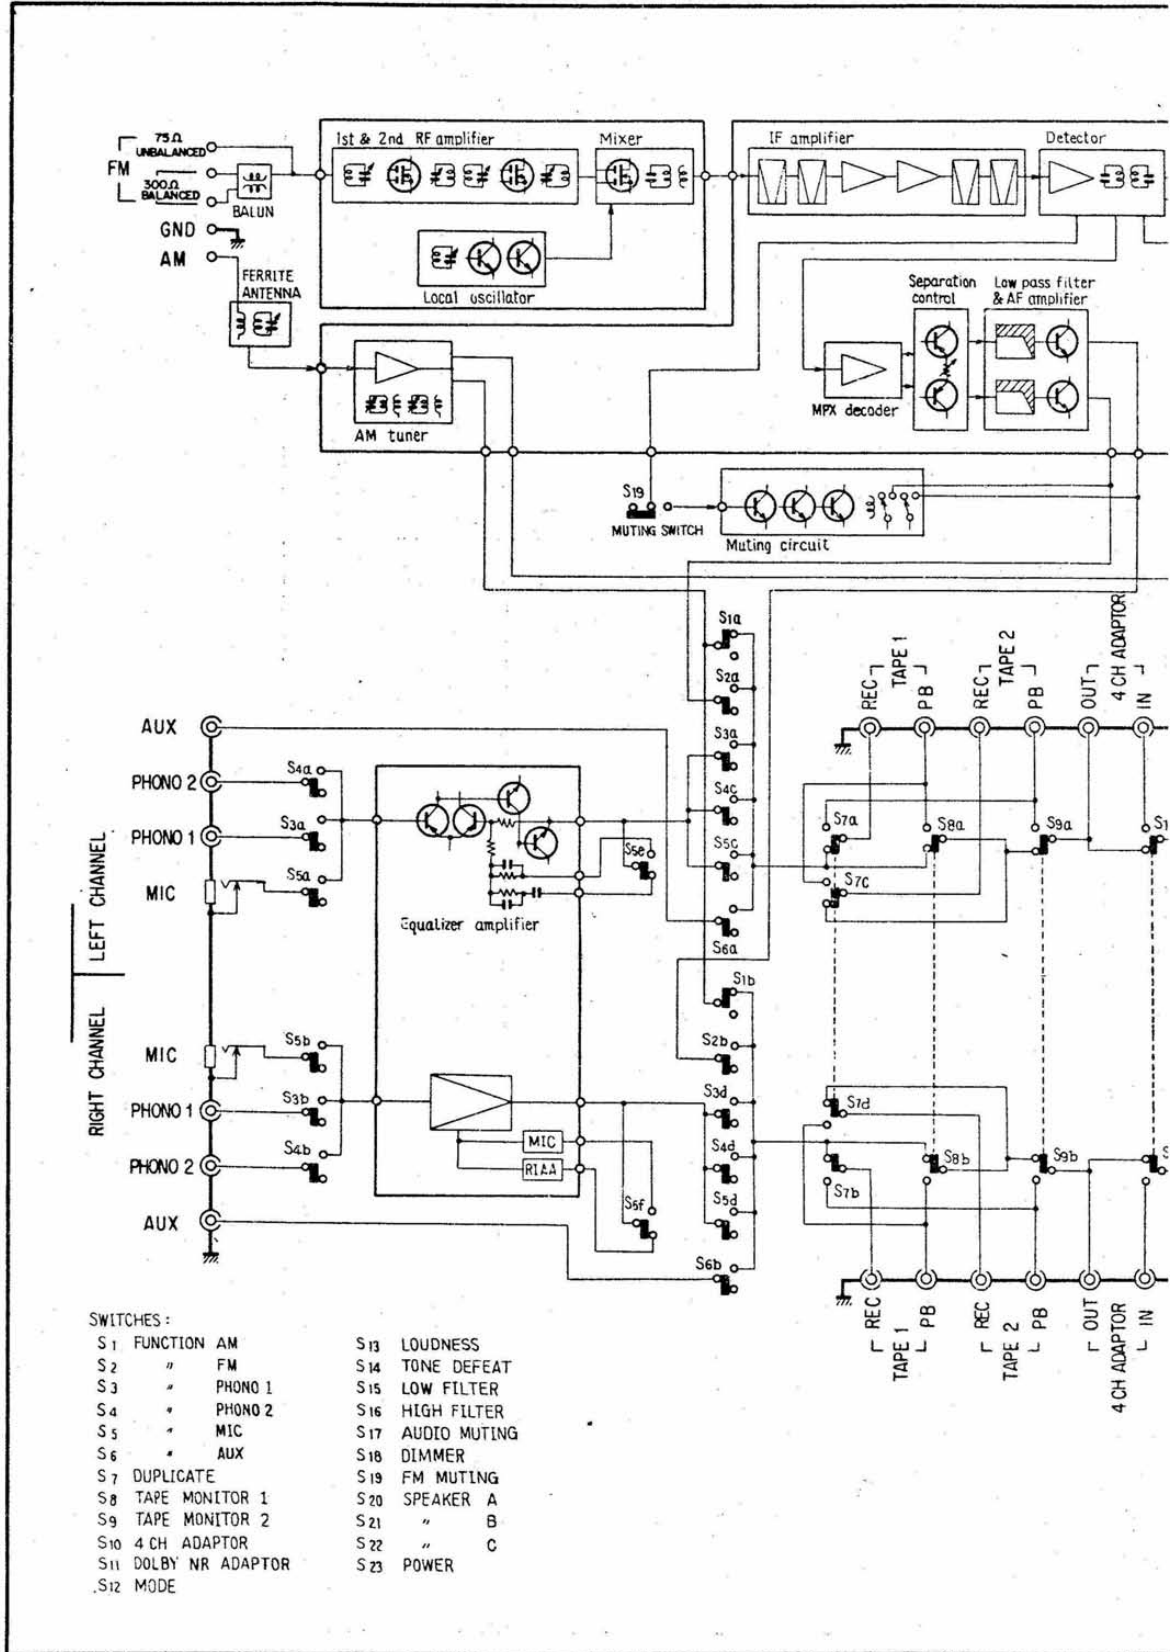 1st & 2nd RF amplifier
Mixer
IF amplifier
Detector
75Ω
UNBALANCED
FM
300Ω
BALANCED
BALUN
GND
AM
FERRITE
ANTENNA
Local oscillator
Separation
control
Low pass filter
& AF amplifier
MPX decoder
AM tuner
S19
MUTING SWITCH
Muting circuit
S1a
S2a
S3a
S4c
S5c
S6a
TAPE 1
REC
PB
TAPE 2
REC
PB
4 CH ADAPTOR
OUT
IN
AUX
PHONO 2
PHONO 1
MIC
LEFT CHANNEL
S4a
S3a
S5a
Equalizer amplifier
S5e
S7a
S8a
S9a
S7c
RIGHT CHANNEL
MIC
PHONO 1
PHONO 2
AUX
S5b
S3b
S4b
MIC
RIAA
S5f
S1b
S2b
S3d
S4d
S5d
S6b
S7d
S8b
S9b
S7b
REC
PB
TAPE 1
REC
PB
TAPE 2
OUT
IN
4 CH ADAPTOR
SWITCHES :
S1 FUNCTION AM
S2 " FM
S3 " PHONO 1
S4 " PHONO 2
S5 " MIC
S6 " AUX
S7 DUPLICATE
S8 TAPE MONITOR 1
S9 TAPE MONITOR 2
S10 4 CH ADAPTOR
S11 DOLBY NR ADAPTOR
S12 MODE
S13 LOUDNESS
S14 TONE DEFEAT
S15 LOW FILTER
S16 HIGH FILTER
S17 AUDIO MUTING
S18 DIMMER
S19 FM MUTING
S20 SPEAKER A
S21 " B
S22 " C
S23 POWER